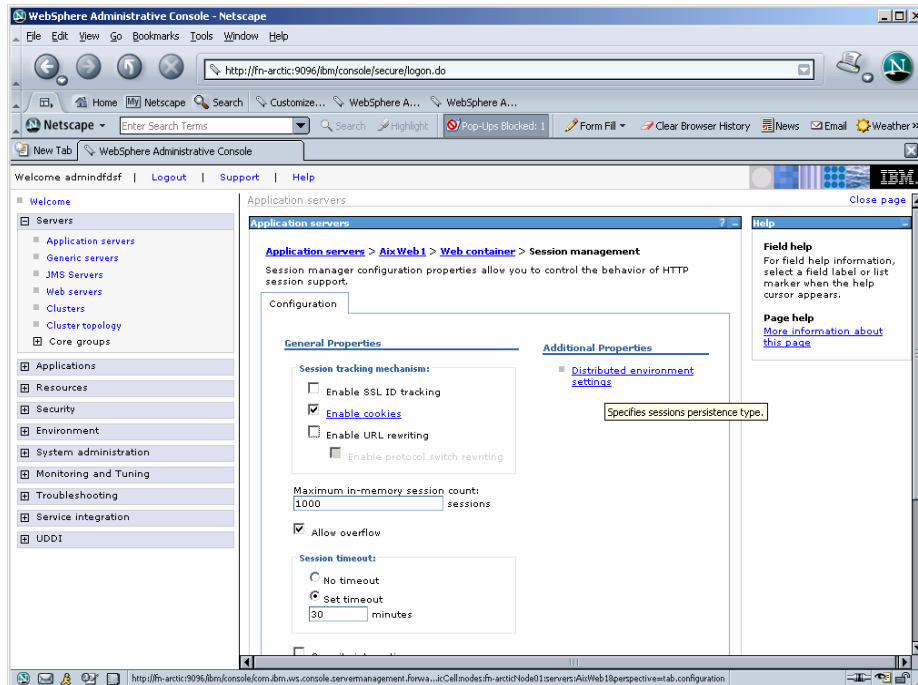 WebSphere Administrative Console - Netscape
File Edit View Go Bookmarks Tools Window Help
http://fn-arctic:9096/ibm/console/secure/logon.do
Home My Netscape Search Customize... WebSphere A... WebSphere A...
Netscape Enter Search Terms Search Highlight Pop-Ups Blocked: 1 Form Fill Clear Browser History News Email Weather
New Tab WebSphere Administrative Console
Welcome admindfdsf | Logout | Support | Help IBM.
Welcome
Servers
Application servers
Generic servers
JMS Servers
Web servers
Clusters
Cluster topology
Core groups
Applications
Resources
Security
Environment
System administration
Monitoring and Tuning
Troubleshooting
Service integration
UDDI
Application servers Close page
Application servers ? -
Application servers > AixWeb1 > Web container > Session management
Session manager configuration properties allow you to control the behavior of HTTP
session support.
Configuration
General Properties
Session tracking mechanism:
Enable SSL ID tracking
Enable cookies
Enable URL rewriting
Enable protocol switch rewriting
Maximum in-memory session count:
1000 sessions
Allow overflow
Session timeout:
No timeout
Set timeout
30 minutes
Additional Properties
Distributed environment
settings
Specifies sessions persistence type.
Help
Field help
For field help information,
select a field label or list
marker when the help
cursor appears.
Page help
More information about
this page
http://fn-arctic:9096/ibm/console/com.ibm.ws.console.servermanagement.forwa...icCell:nodes:fn-arcticNode01:servers:AixWeb1&perspective=tab.configuration